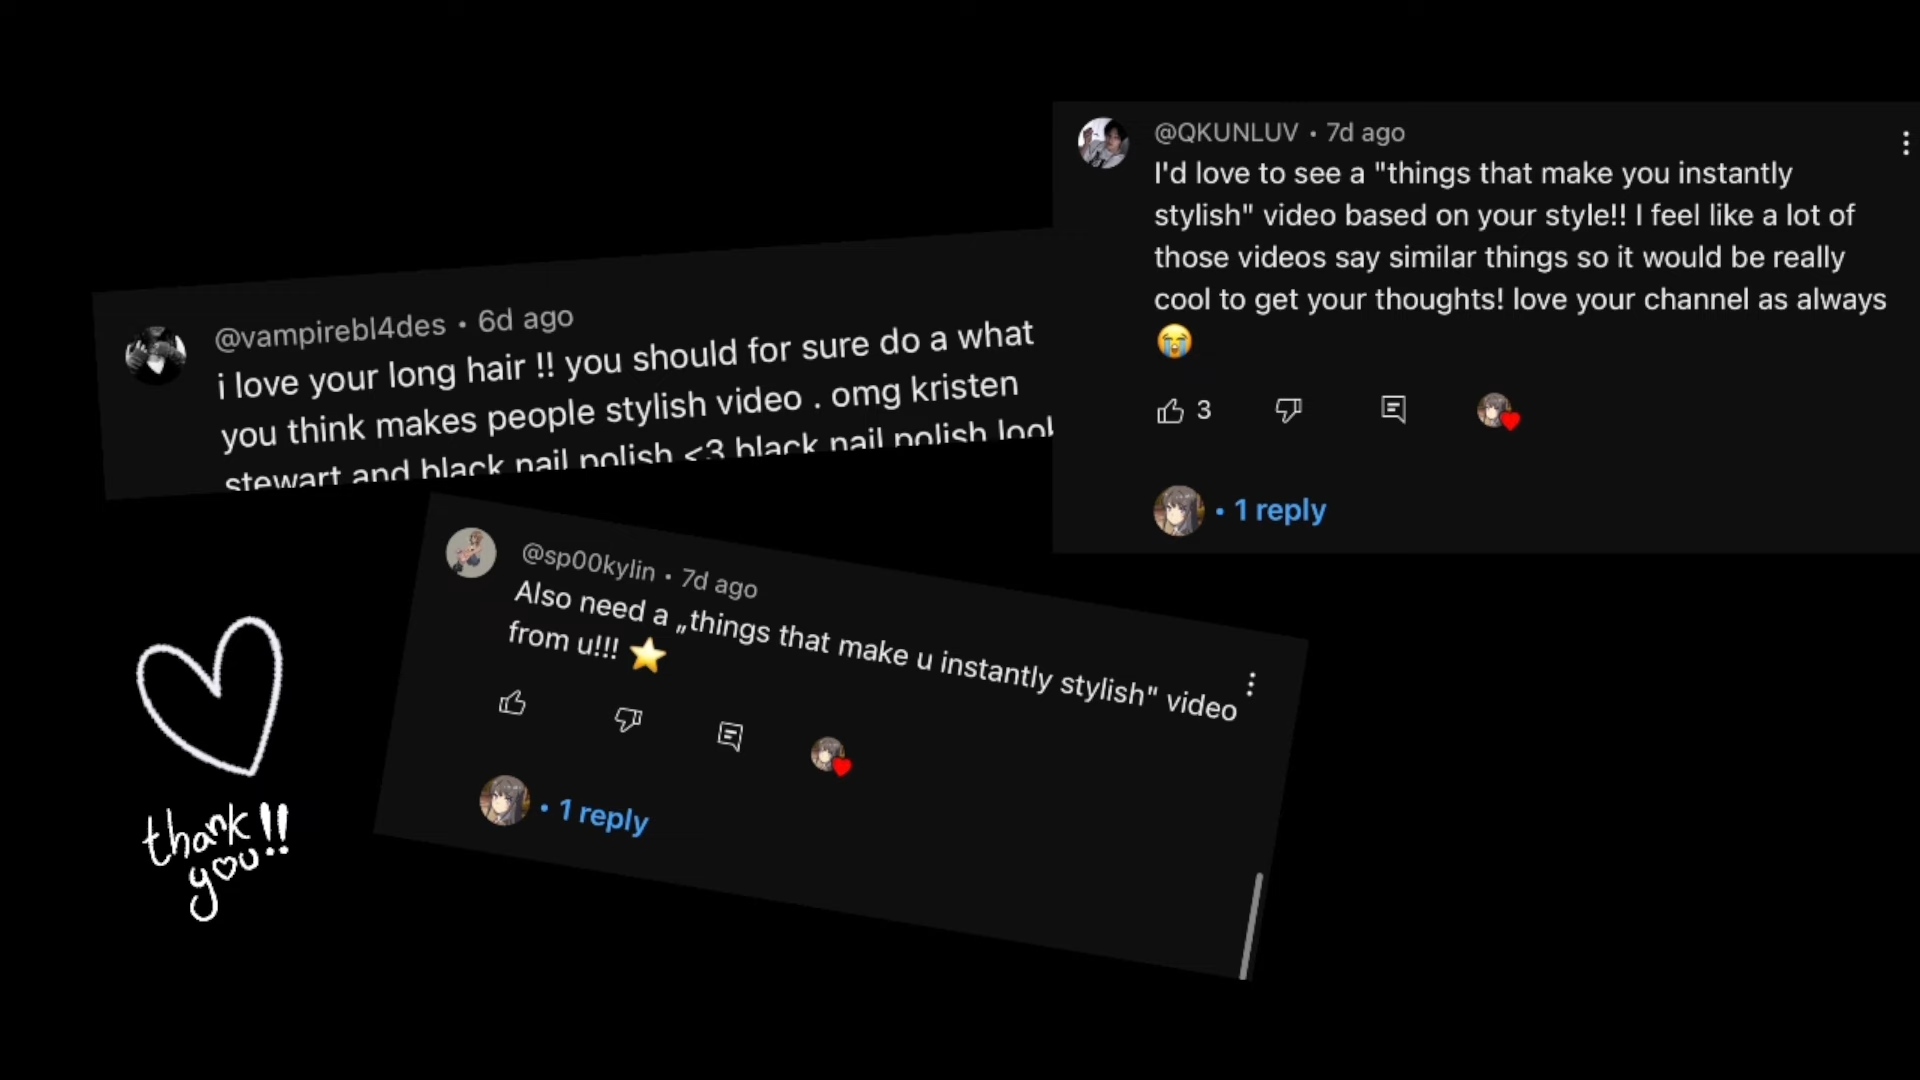 @vampirebl4des • 6d ago
i love your long hair !! you should for sure do a what
you think makes people stylish video . omg kristen
stewart and black nail polish <3 black nail polish look
@QKUNLUV • 7d ago
I'd love to see a "things that make you instantly
stylish" video based on your style!! I feel like a lot of
those videos say similar things so it would be really
cool to get your thoughts! love your channel as always
😭
3
• 1 reply
@sp00kylin • 7d ago
Also need a „things that make u instantly stylish" video
from u!!! ⭐
• 1 reply
thank
you!!